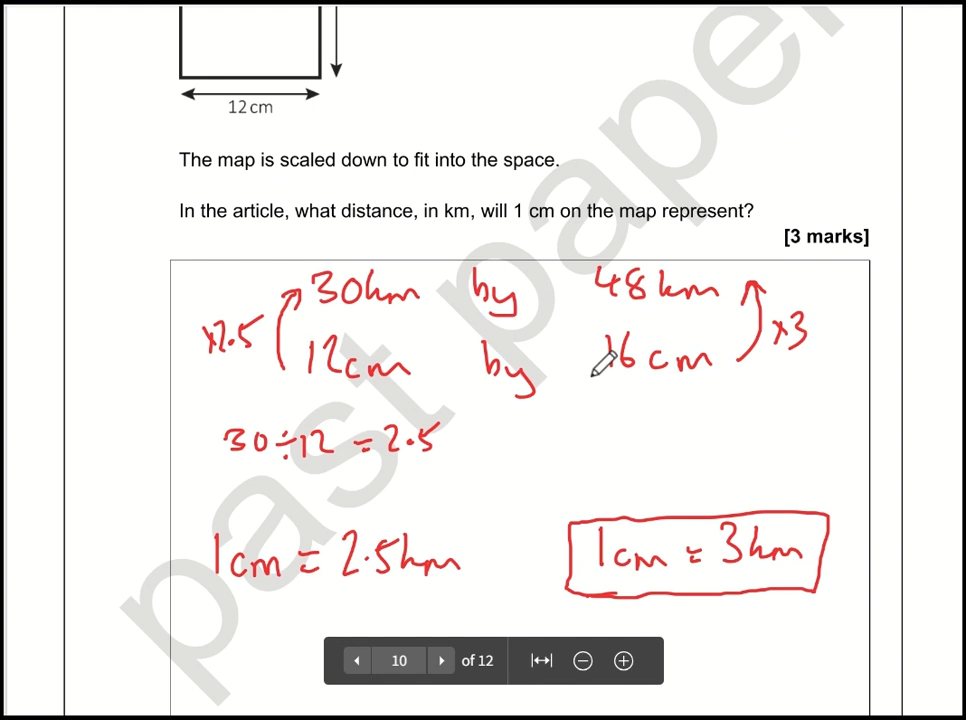 12 cm
The map is scaled down to fit into the space.
In the article, what distance, in km, will 1 cm on the map represent?
[3 marks]
30km by 48km
x2.5 x3
12cm by 16cm
30÷12 = 2.5
1cm = 2.5km 1cm = 3km
past paper
10 of 12